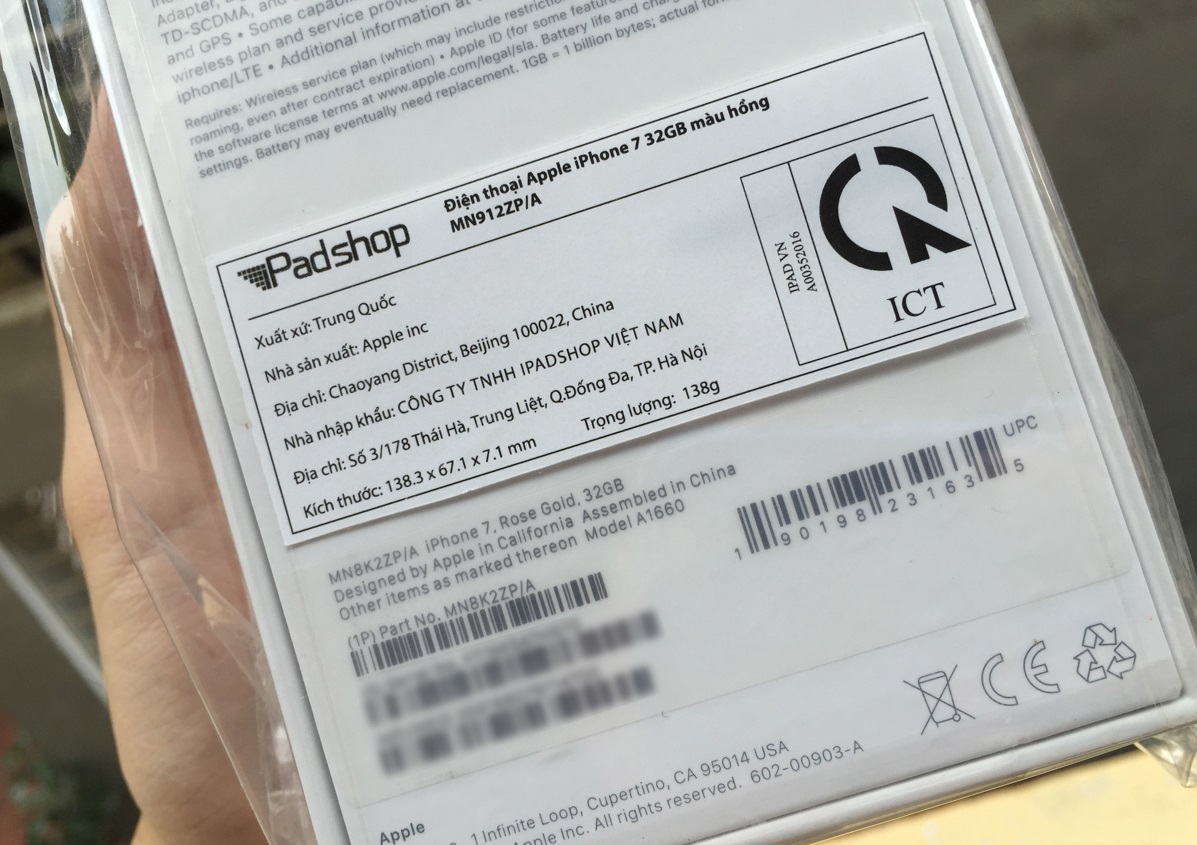 Adapter,
TD-SCDMA, and
and GPS • Some capabi
wireless plan and service provi
iphone/LTE • Additional information at
Requires: Wireless service plan (which may include restricti
roaming, even after contract expiration) • Apple ID (for some featur
the software license terms at www.apple.com/legal/sla. Battery life and char
settings. Battery may eventually need replacement. 1GB = 1 billion bytes; actual for
iPadshop
Điện thoại Apple iPhone 7 32GB màu hồng
MN912ZP/A
Xuất xứ: Trung Quốc
Nhà sản xuất: Apple inc
Địa chỉ: Chaoyang District, Beijing 100022, China
Nhà nhập khẩu: CÔNG TY TNHH IPADSHOP VIỆT NAM
Địa chỉ: Số 3/178 Thái Hà, Trung Liệt, Q.Đống Đa, TP. Hà Nội
Kích thước: 138.3 x 67.1 x 7.1 mm Trọng lượng: 138g
IPAD VN
A00352016
ICT
MN8K2ZP/A iPhone 7, Rose Gold, 32GB
Designed by Apple in California Assembled in China
Other items as marked thereon Model A1660
(1P) Part No. MN8K2ZP/A
UPC
1 90198 23163 5
CE
Apple
1 Infinite Loop, Cupertino, CA 95014 USA
Apple Inc. All rights reserved. 602-00903-A